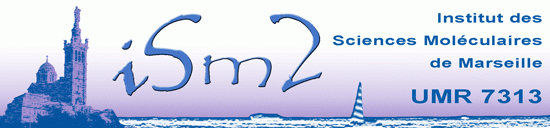 iSm2
Institut des
Sciences Moléculaires
de Marseille
UMR 7313